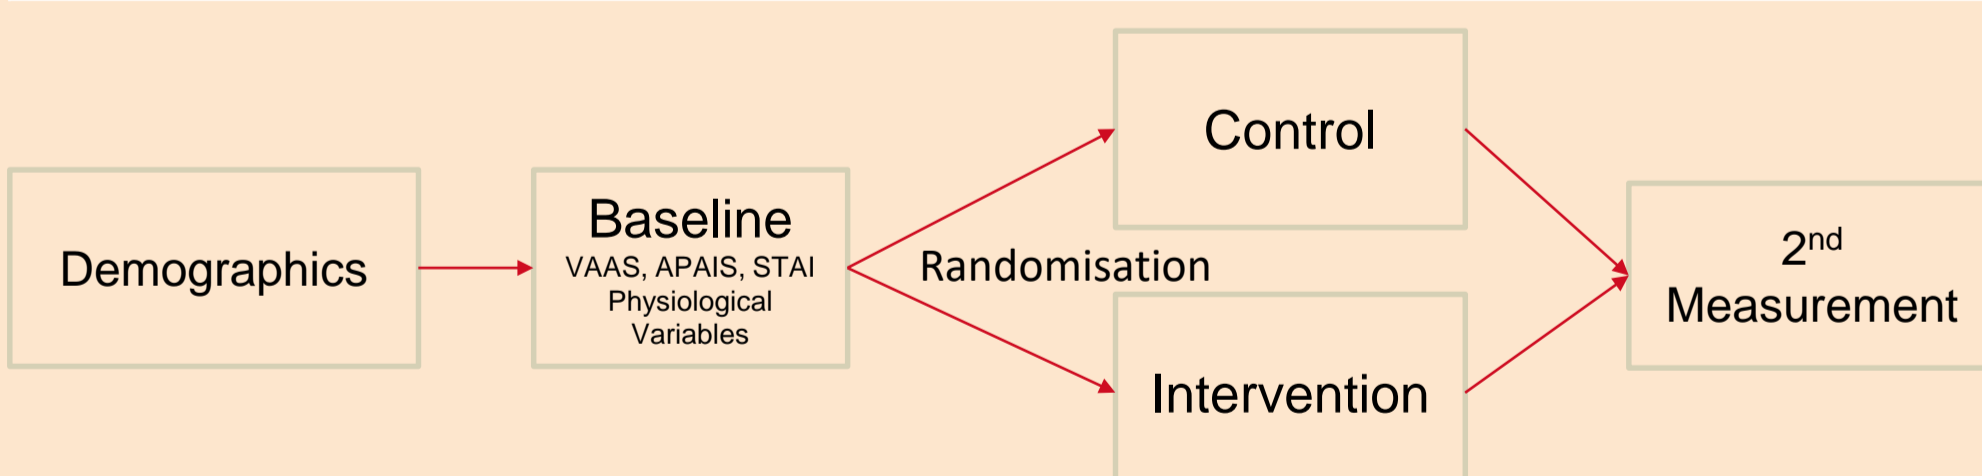 Demographics
Baseline
VAAS, APAIS, STAI
Physiological
Variables
Randomisation
Control
Intervention
2nd
Measurement